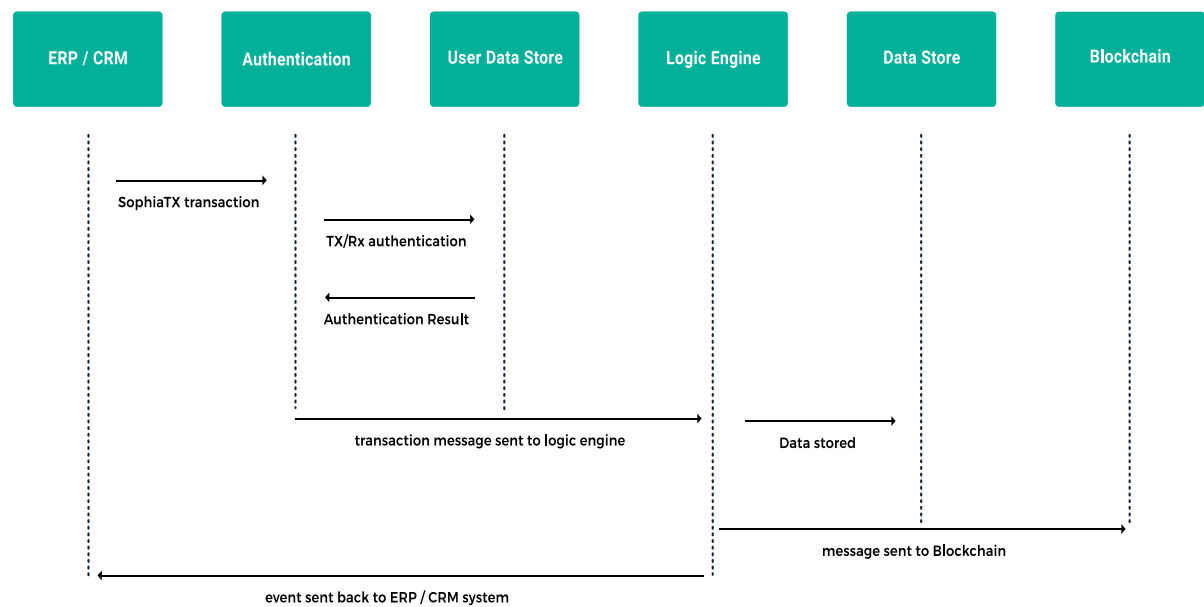 ERP / CRM
Authentication
User Data Store
Logic Engine
Data Store
Blockchain
SophiaTX transaction
TX/Rx authentication
Authentication Result
transaction message sent to logic engine
Data stored
message sent to Blockchain
event sent back to ERP / CRM system